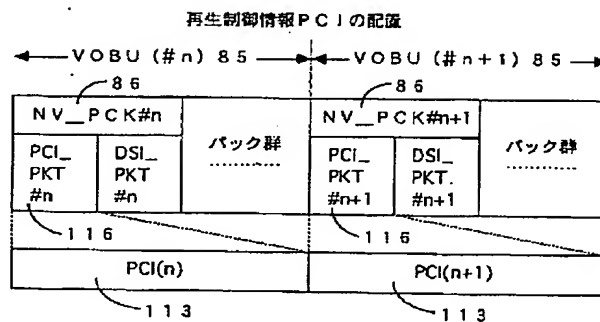 再生制御情報PCIの配置
VOBU (#n) 85
VOBU (#n+1) 85
86
86
NV__PCK#n
パック群
…………
NV__PCK#n+1
パック群
…………
PCI_
PKT
#n
DSI_
PKT
#n
PCI_
PKT
#n+1
DSI_
PKT.
#n+1
116
116
PCI(n)
PCI(n+1)
113
113